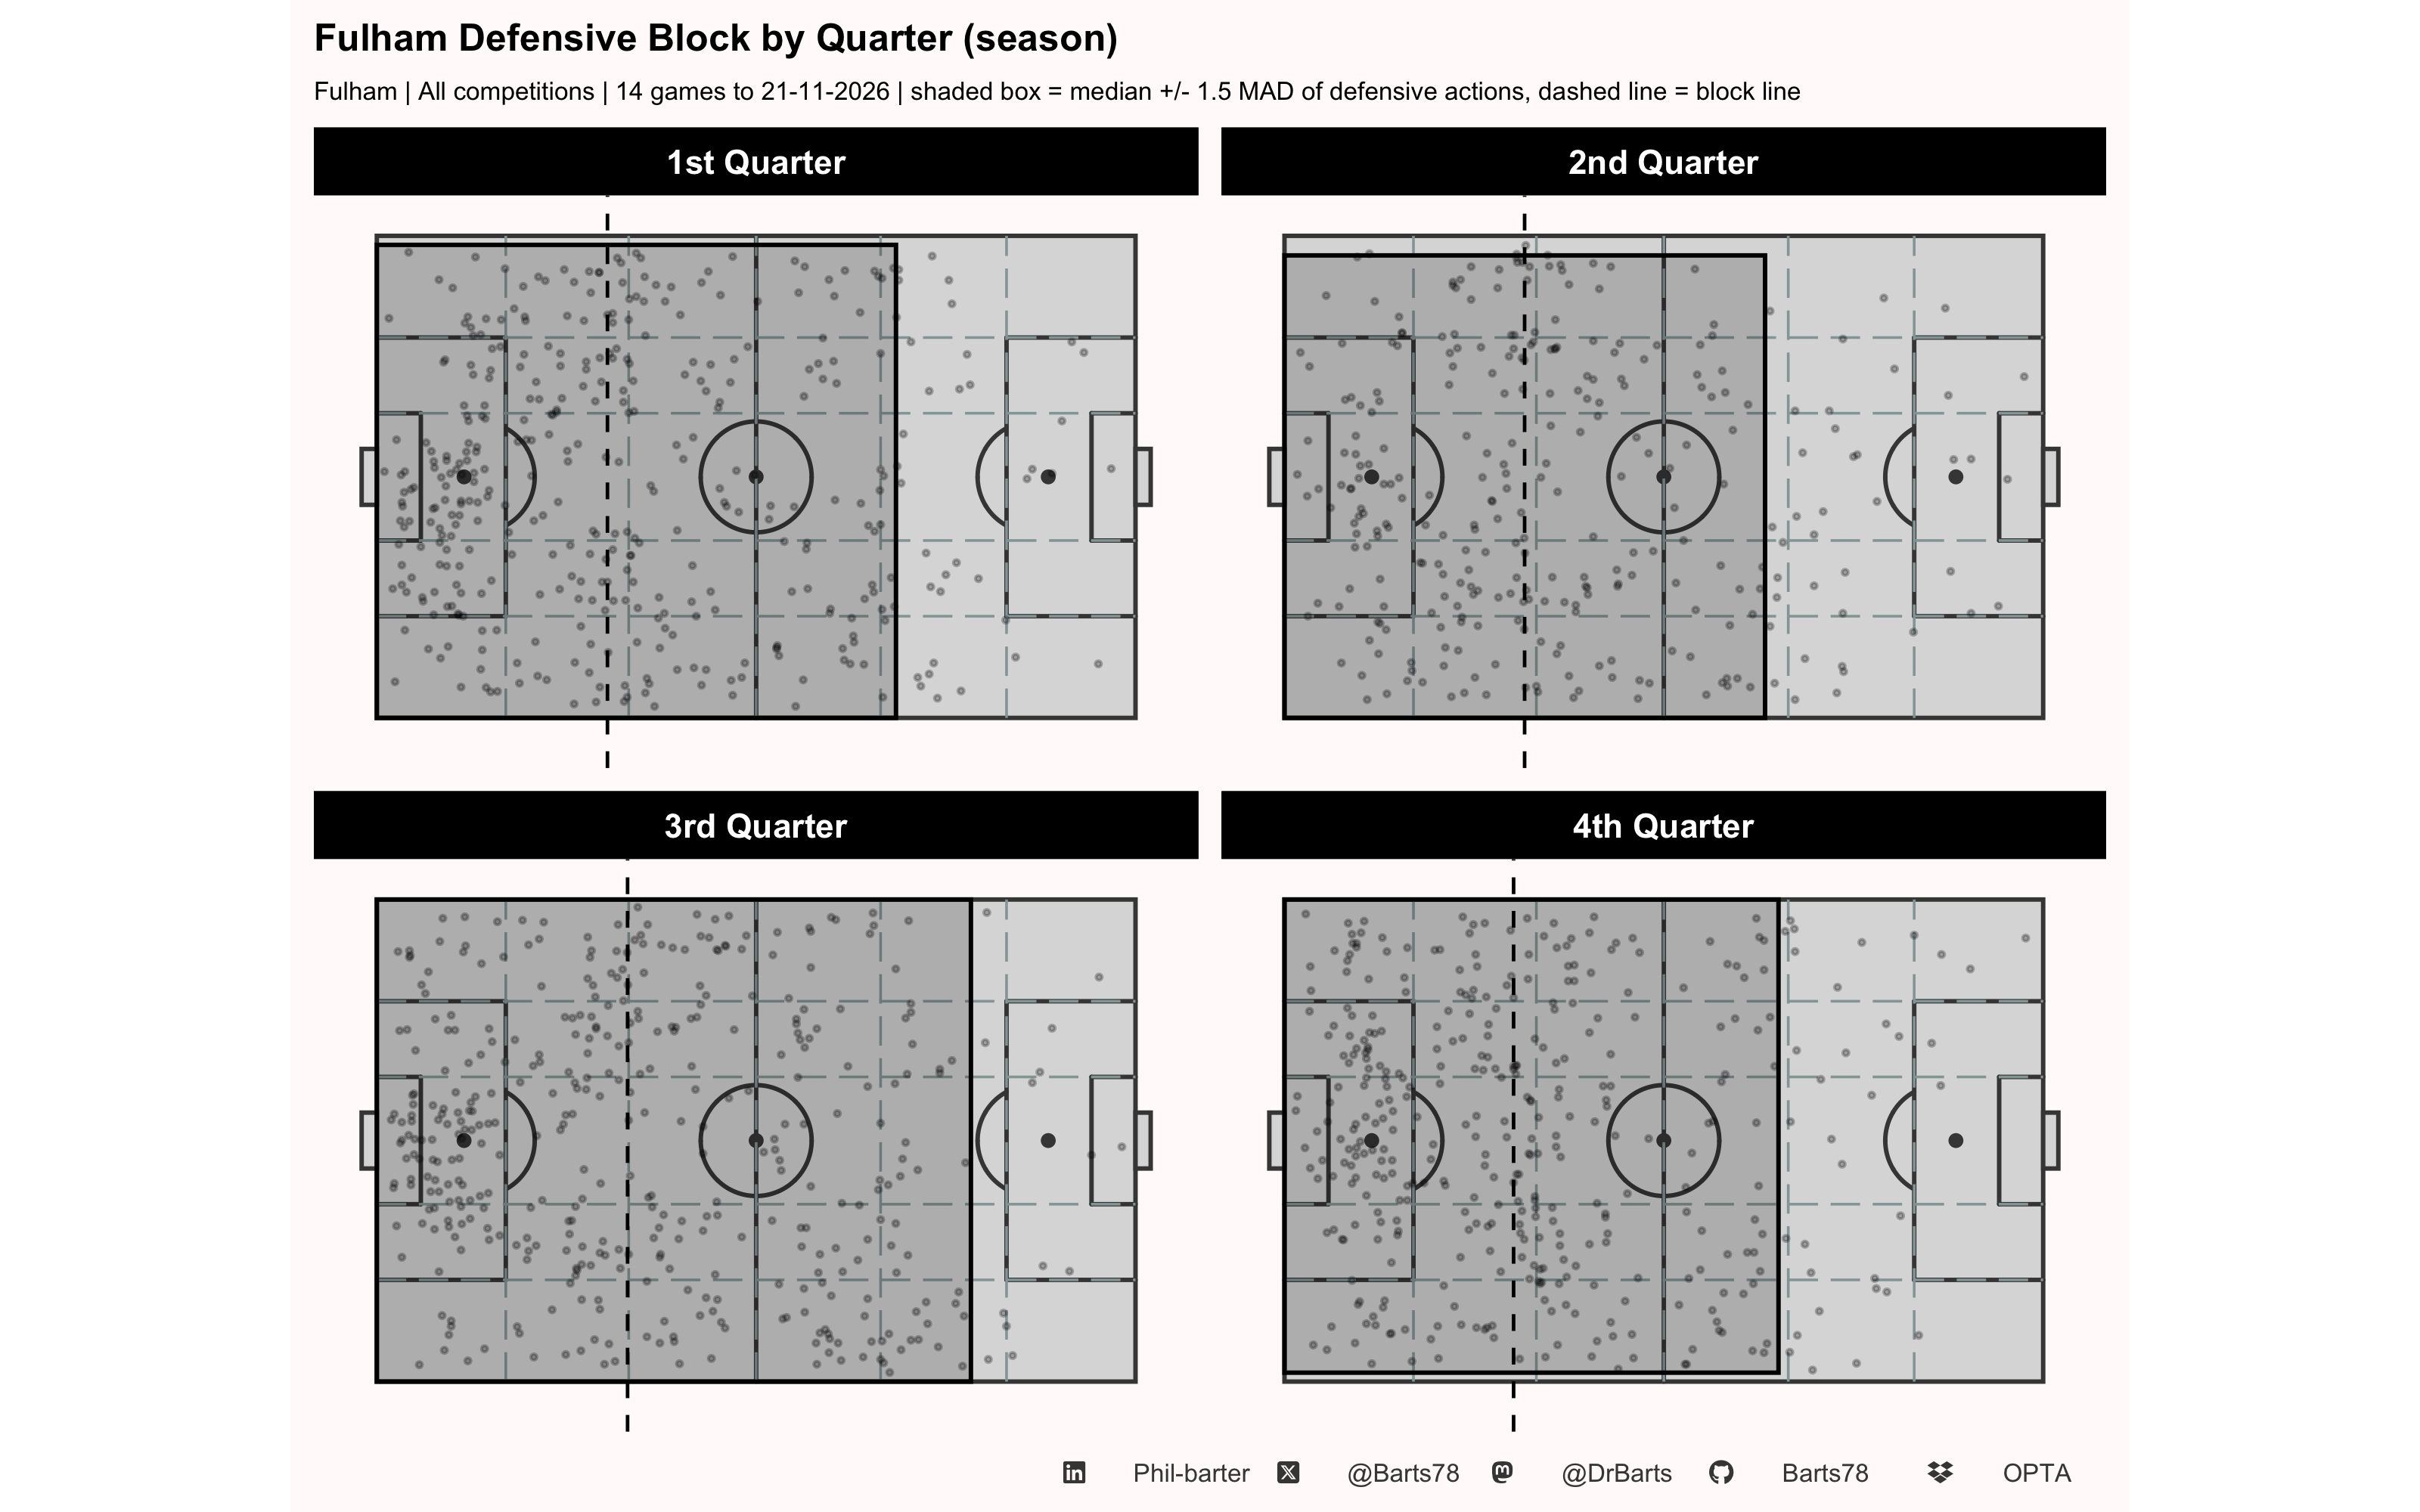 Fulham Defensive Block by Quarter (season)
Fulham | All competitions | 14 games to 21-11-2026 | shaded box = median +/- 1.5 MAD of defensive actions, dashed line = block line
1st Quarter
2nd Quarter
3rd Quarter
4th Quarter
Phil-barter @Barts78 @DrBarts Barts78 OPTA